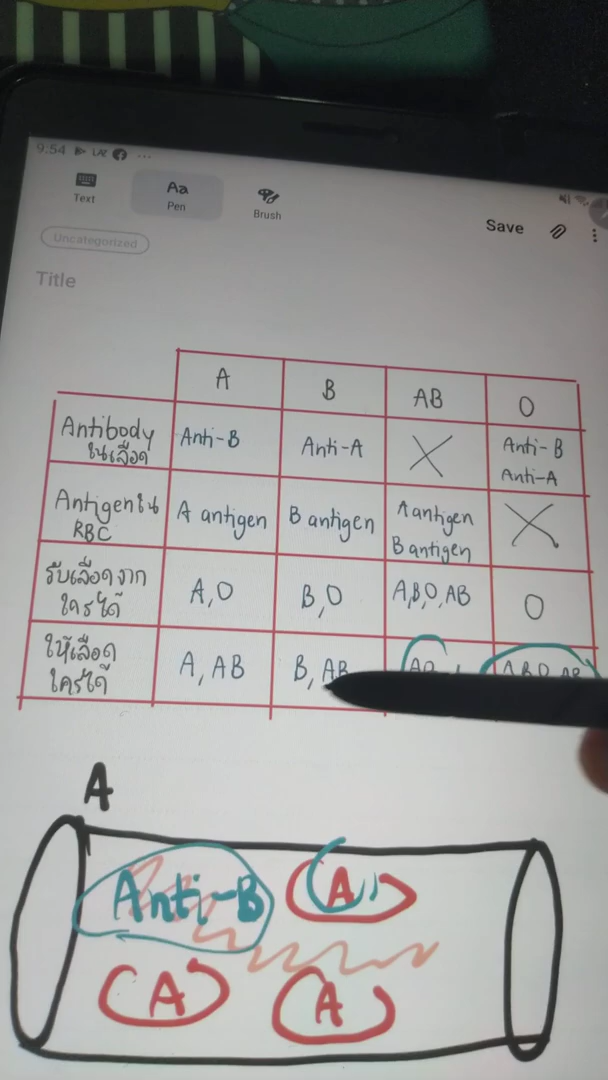 9:54
Text
Aa
Pen
Brush
Save
Uncategorized
Title
A B AB O
Antibody ในเลือด
Anti-B
Anti-A
Anti-B
Anti-A
Antigenใน RBC
A antigen
B antigen
A antigen
B antigen
รับเลือดจาก ใครได้
A,O
B,O
A,B,O,AB
O
ให้เลือด ใครได้
A, AB
B, AB
A
Anti-B
A
A
A